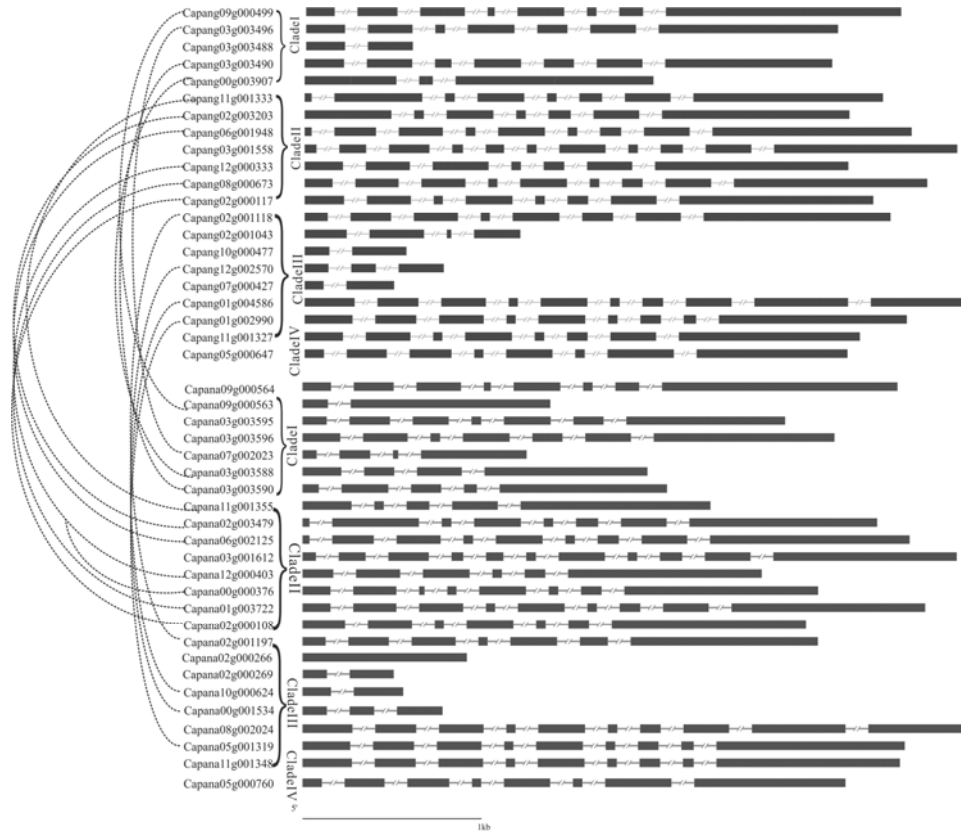 Capang09g000499
Capang03g003496
Capang03g003488
Capang03g003490
Capang00g003907
CladeI
Capang11g001333
Capang02g003203
Capang06g001948
Capang03g001558
Capang12g000333
Capang08g000673
Capang02g000117
CladeII
Capang02g001118
Capang02g001043
Capang10g000477
Capang12g002570
Capang07g000427
Capang01g004586
Capang01g002990
Capang11g001327
CladeIII
Capang05g000647
CladeIV
Capana09g000564
Capana09g000563
Capana03g003595
Capana03g003596
Capana07g002023
Capana03g003588
Capana03g003590
CladeI
Capana11g001355
Capana02g003479
Capana06g002125
Capana03g001612
Capana12g000403
Capana00g000376
Capana01g003722
Capana02g000108
CladeII
Capana02g001197
Capana02g000266
Capana02g000269
Capana10g000624
Capana00g001534
Capana08g002024
Capana05g001319
Capana11g001348
CladeIII
Capana05g000760
CladeIV
5'
1kb